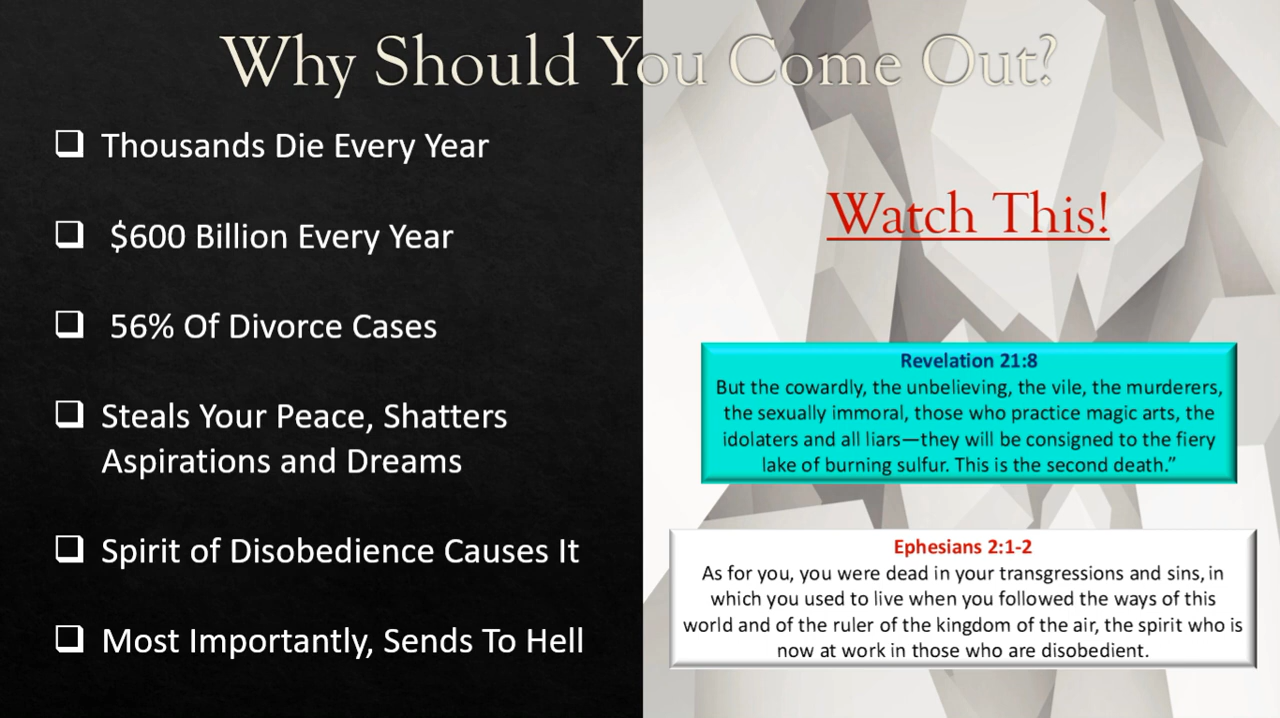 Why Should You Come Out?
❑ Thousands Die Every Year
❑ $600 Billion Every Year
❑ 56% Of Divorce Cases
❑ Steals Your Peace, Shatters
Aspirations and Dreams
❑ Spirit of Disobedience Causes It
❑ Most Importantly, Sends To Hell
Watch This!
Revelation 21:8
But the cowardly, the unbelieving, the vile, the murderers,
the sexually immoral, those who practice magic arts, the
idolaters and all liars—they will be consigned to the fiery
lake of burning sulfur. This is the second death.”
Ephesians 2:1-2
As for you, you were dead in your transgressions and sins, in
which you used to live when you followed the ways of this
world and of the ruler of the kingdom of the air, the spirit who is
now at work in those who are disobedient.